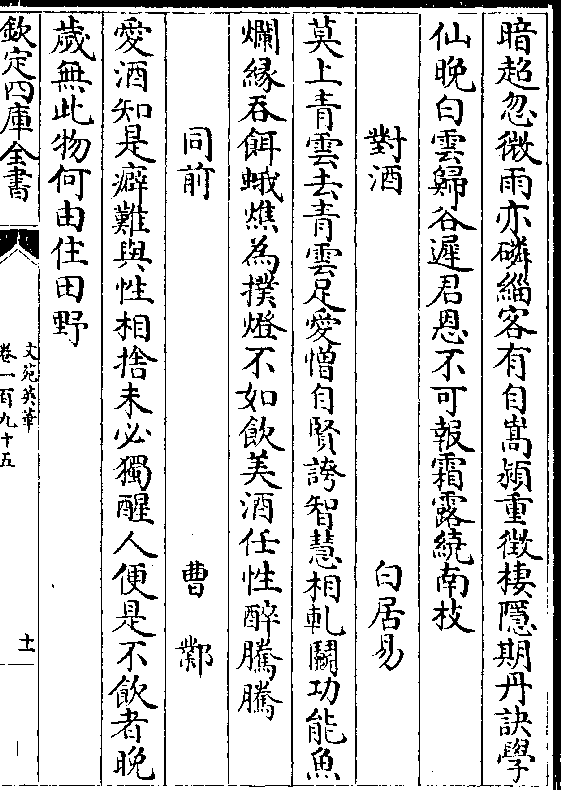 暗超忽微雨亦磷緇客有自嵩潁重徴棲隱期丹訣學
仙晚白雲歸谷遲君恩不可報霜露繞南枝
對酒 白居易
莫上青雲去青雲足愛憎自賢誇智慧相軋鬭功能魚
爛縁吞餌蛾燋為撲燈不如飲美酒任性醉騰騰
同前 曹鄴
愛酒知是癖難與性相捨未必獨醒人便是不飲者晚
歲無此物何由住田野
欽定四庫全書
文苑英華
卷一百九十五
十一